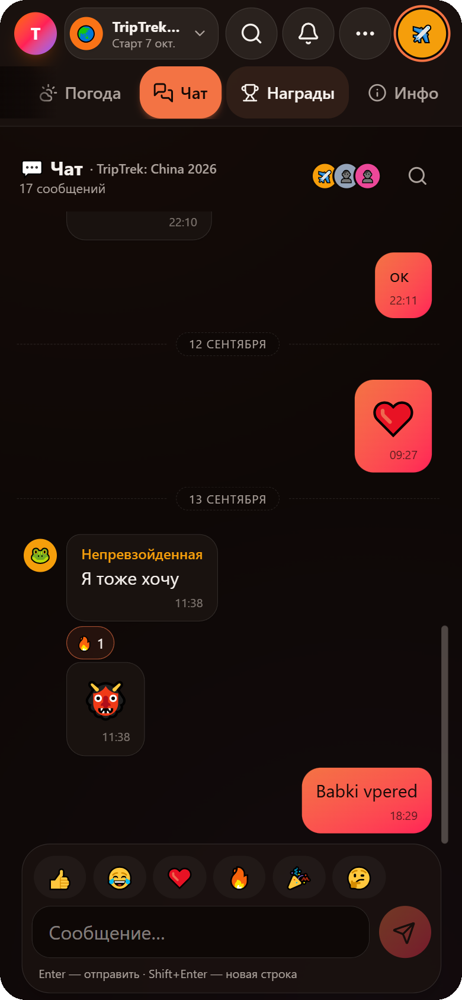 T
TripTrek...
Старт 7 окт.
Погода
Чат
Награды
Инфо
Чат · TripTrek: China 2026
17 сообщений
22:10
ок
22:11
12 СЕНТЯБРЯ
09:27
13 СЕНТЯБРЯ
Непревзойденная
Я тоже хочу
11:38
1
11:38
Babki vpered
18:29
Сообщение...
Enter — отправить · Shift+Enter — новая строка